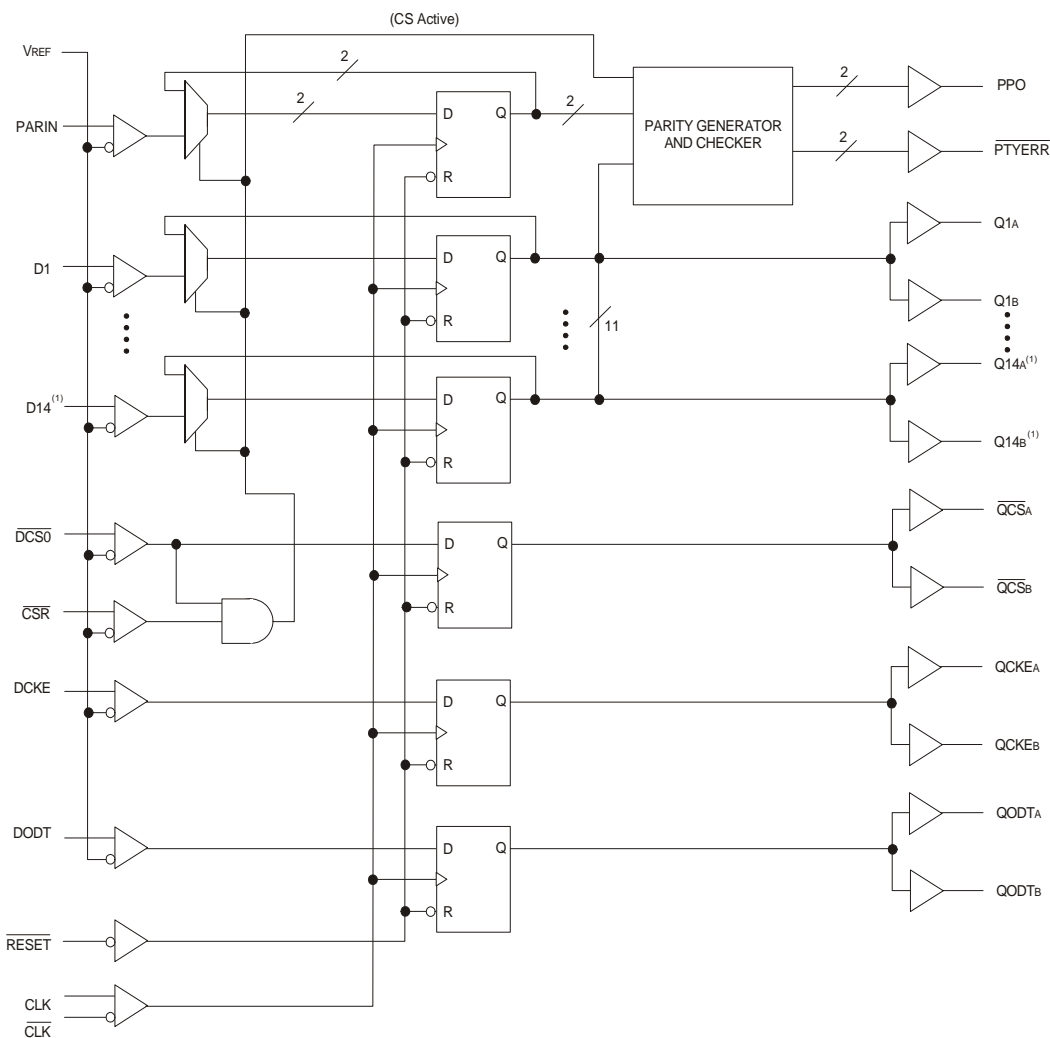 (CS Active)
VREF
2
2
2
2
PPO
D Q
PARIN
R
PARITY GENERATOR
AND CHECKER
2
PTYERR
Q1A
D1
D Q
R
Q1B
11
Q14A(1)
D14(1)
D Q
R
Q14B(1)
DCS0
D Q
QCSA
CSR
R
QCSB
DCKE
D Q
QCKEA
R
QCKEB
DODT
D Q
QODTA
R
QODTB
RESET
CLK
CLK